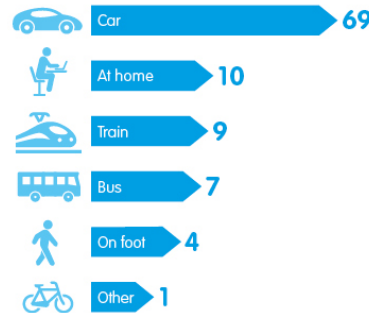 Car 69
At home 10
Train 9
Bus 7
On foot 4
Other 1